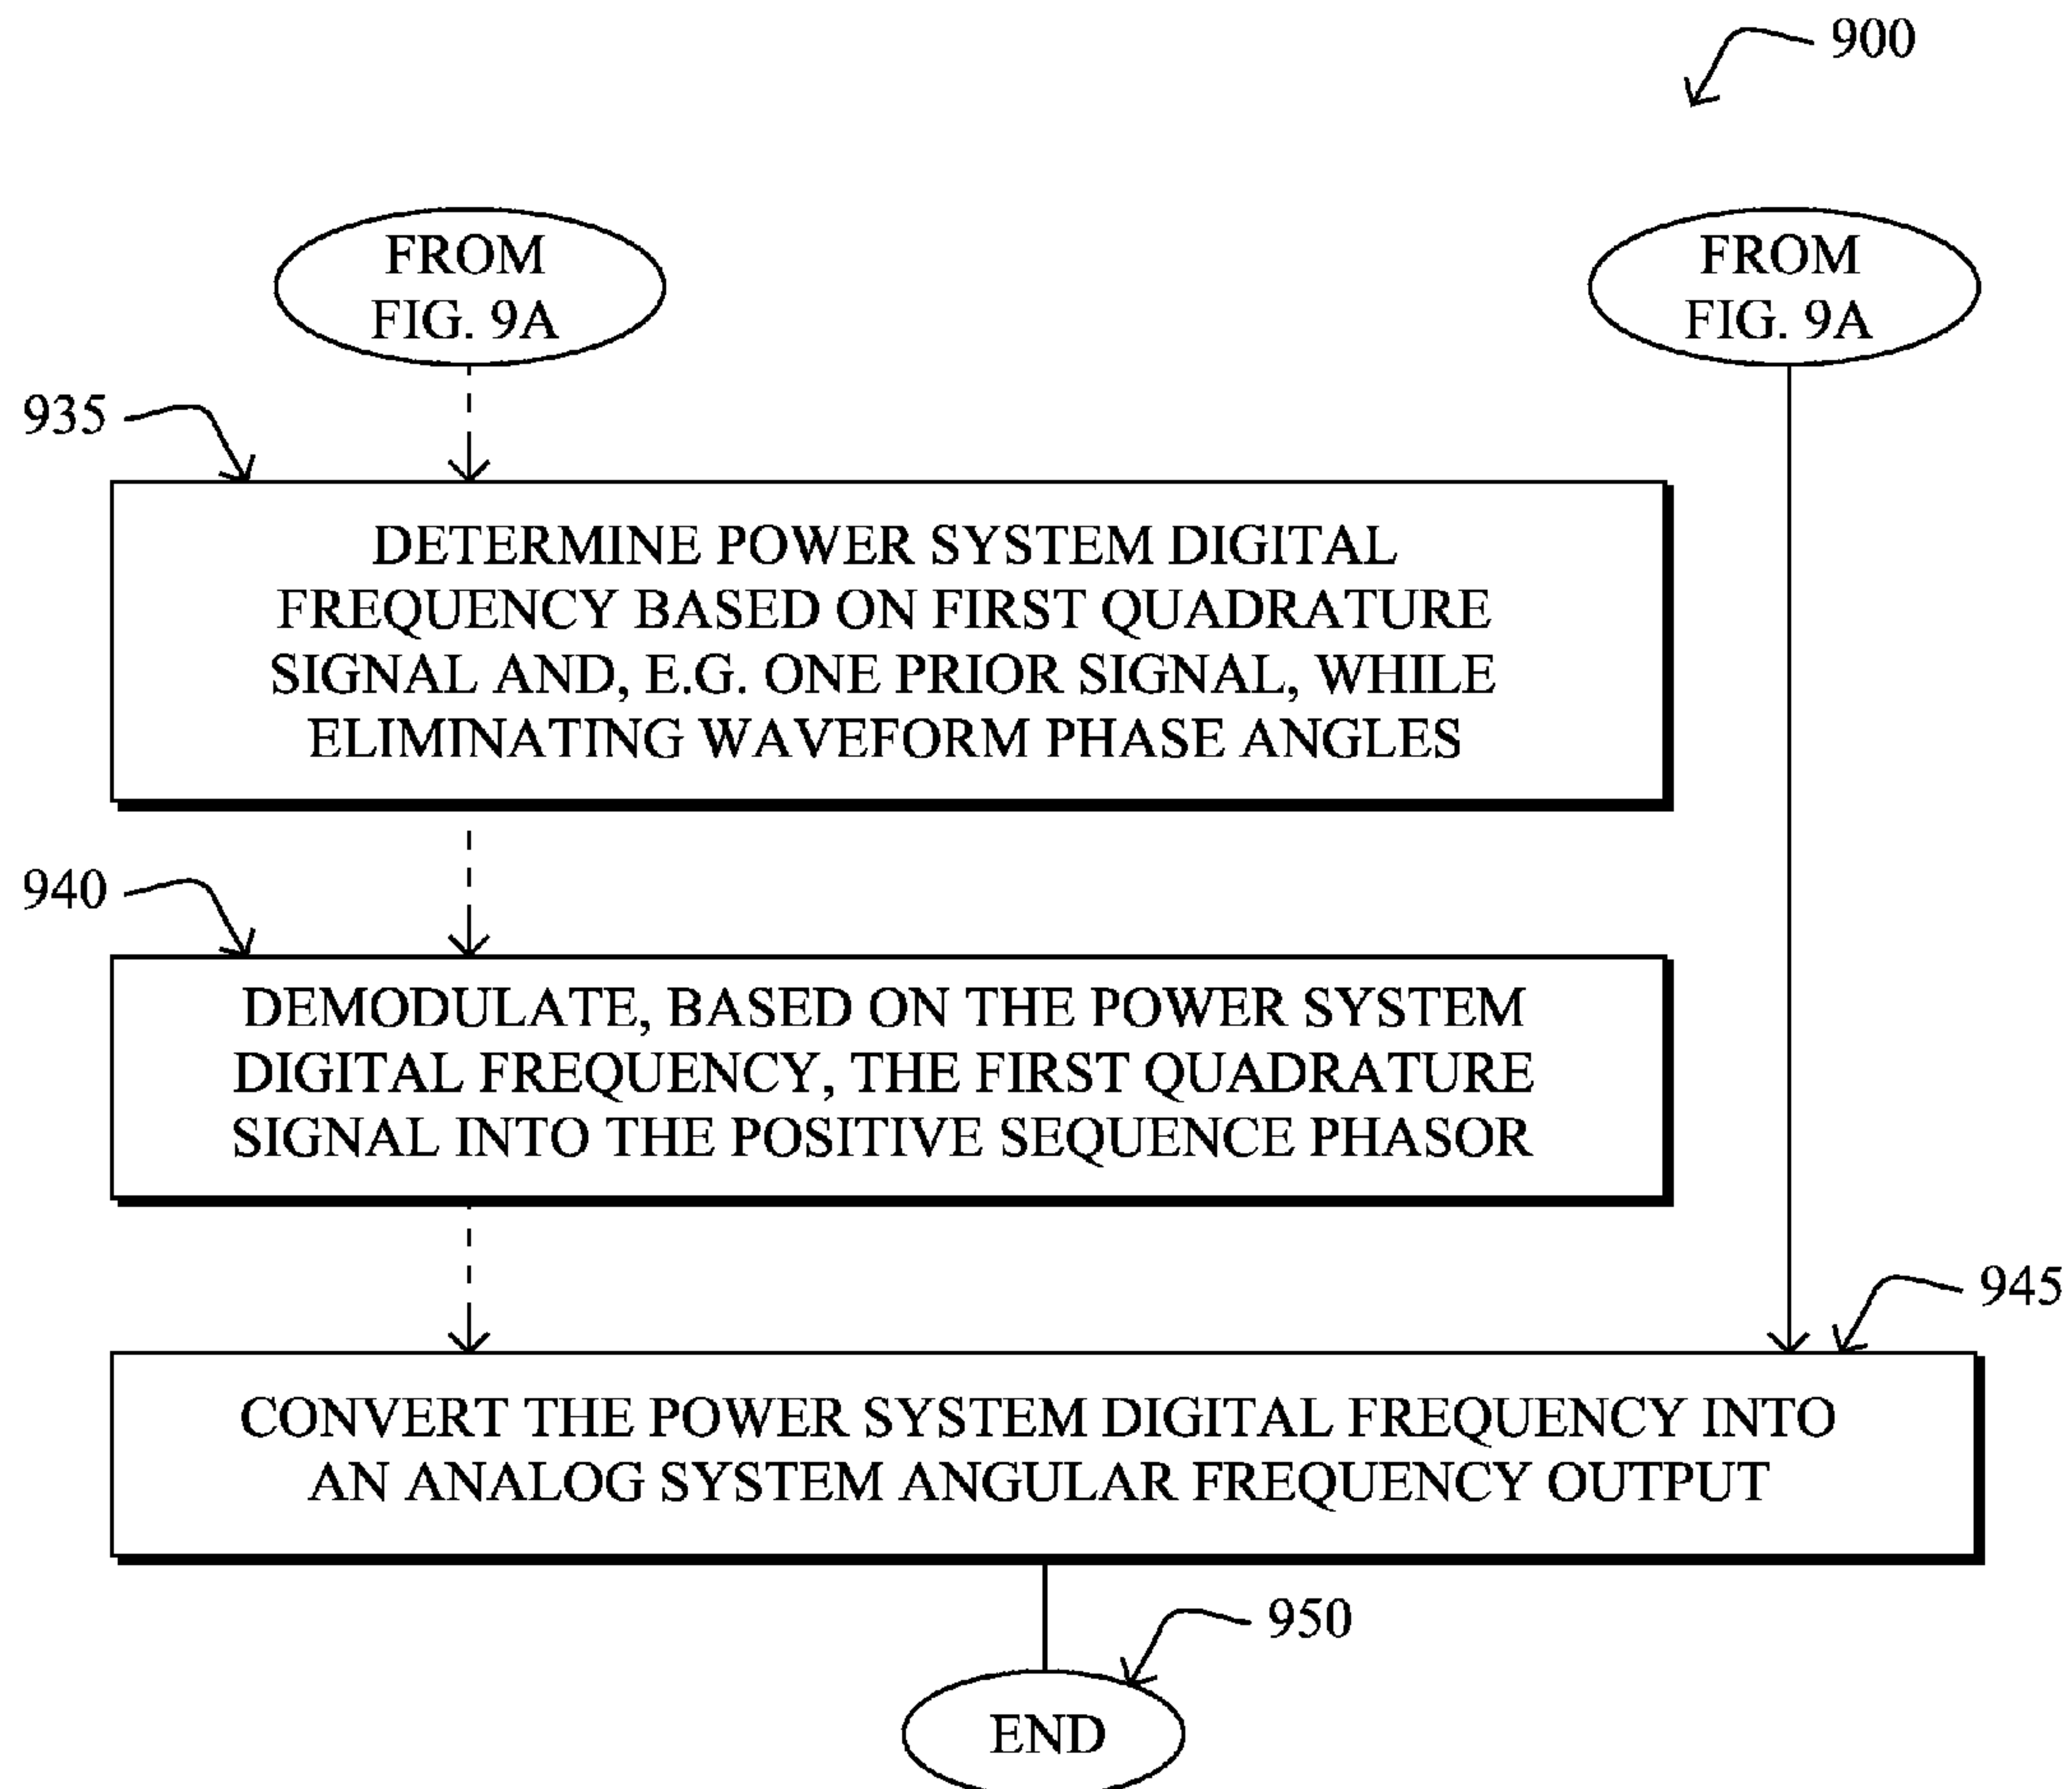 900
FROM
FIG. 9A
FROM
FIG. 9A
935
DETERMINE POWER SYSTEM DIGITAL
FREQUENCY BASED ON FIRST QUADRATURE
SIGNAL AND, E.G. ONE PRIOR SIGNAL, WHILE
ELIMINATING WAVEFORM PHASE ANGLES
940
DEMODULATE, BASED ON THE POWER SYSTEM
DIGITAL FREQUENCY, THE FIRST QUADRATURE
SIGNAL INTO THE POSITIVE SEQUENCE PHASOR
945
CONVERT THE POWER SYSTEM DIGITAL FREQUENCY INTO
AN ANALOG SYSTEM ANGULAR FREQUENCY OUTPUT
950
END